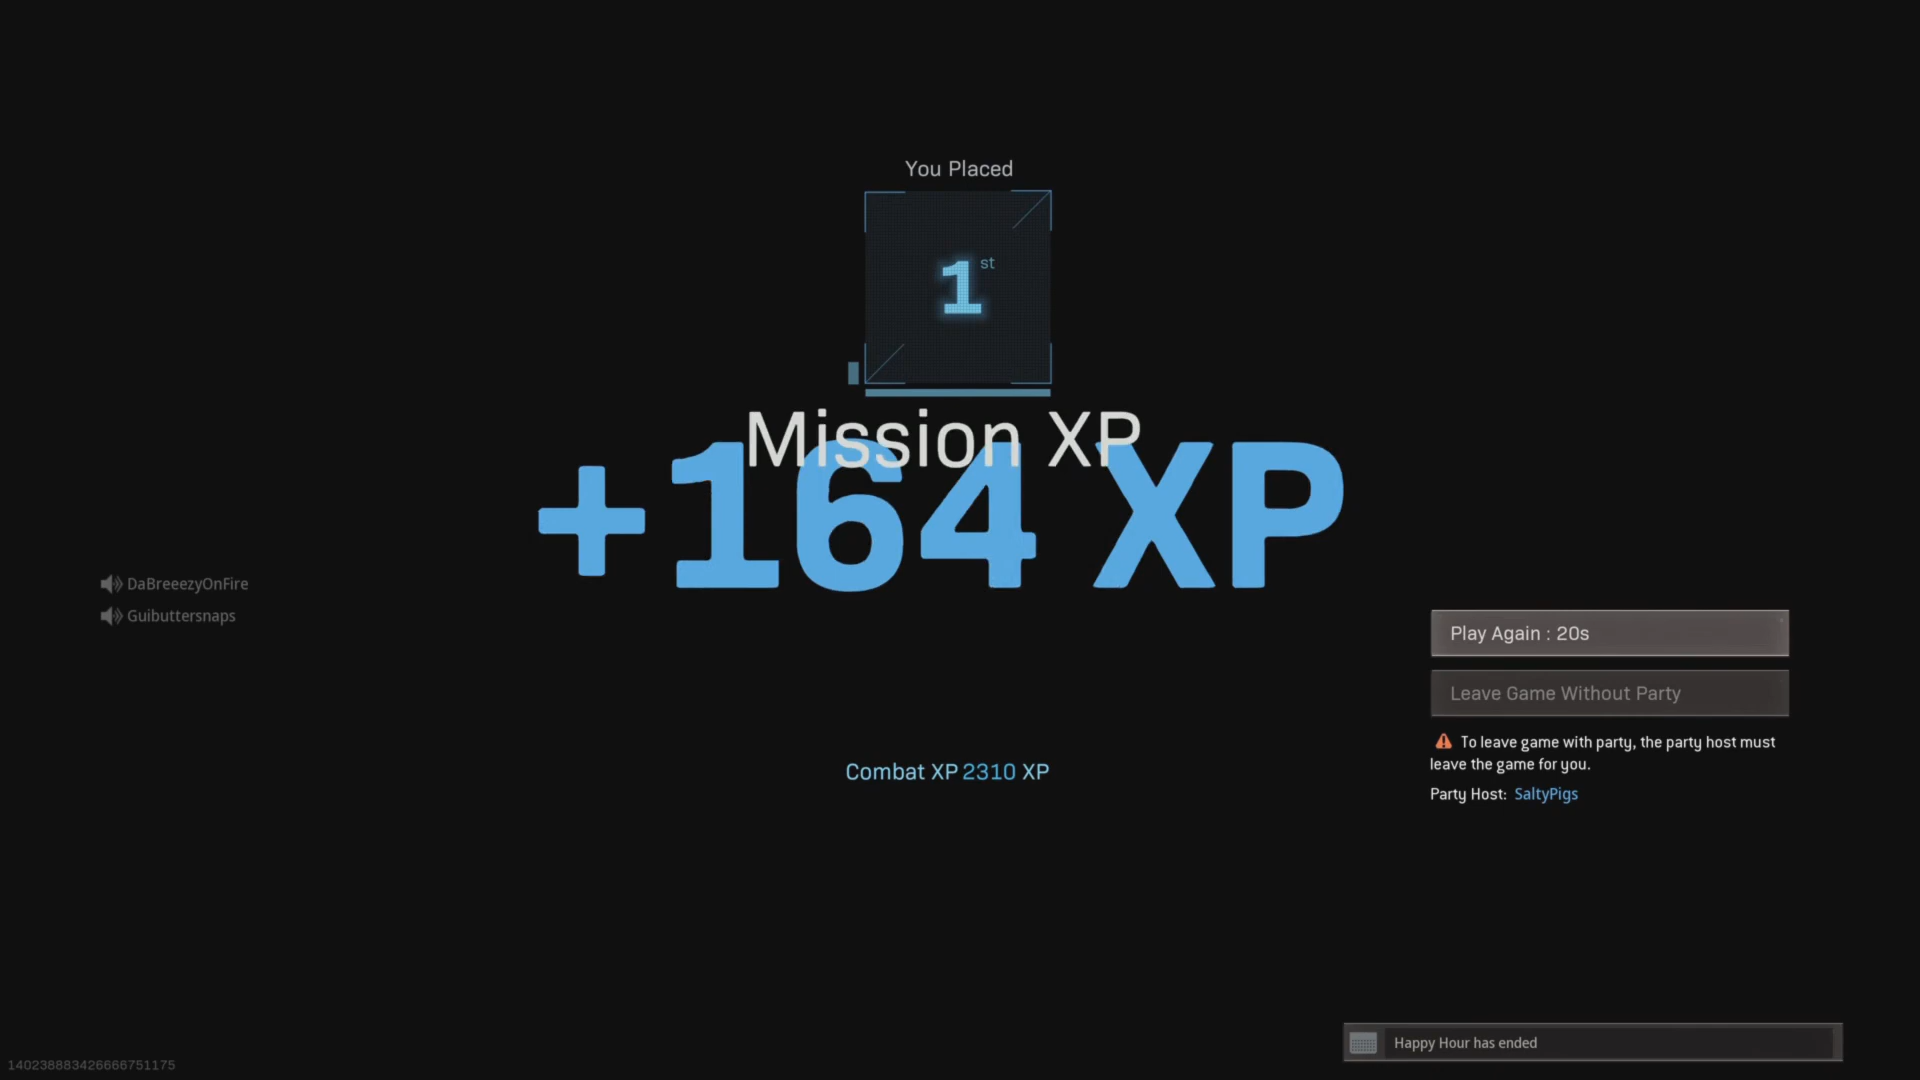 You Placed
1st
Mission XP
+164 XP
DaBreeezyOnFire
Guibuttersnaps
Play Again : 20s
Leave Game Without Party
To leave game with party, the party host must
leave the game for you.
Party Host: SaltyPigs
Combat XP 2310 XP
Happy Hour has ended
140238883426666751175